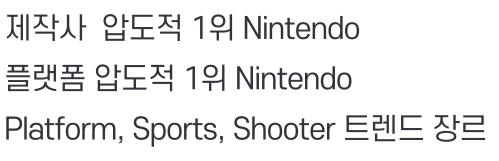 제작사 압도적 1위 Nintendo
플랫폼 압도적 1위 Nintendo
Platform, Sports, Shooter 트렌드 장르